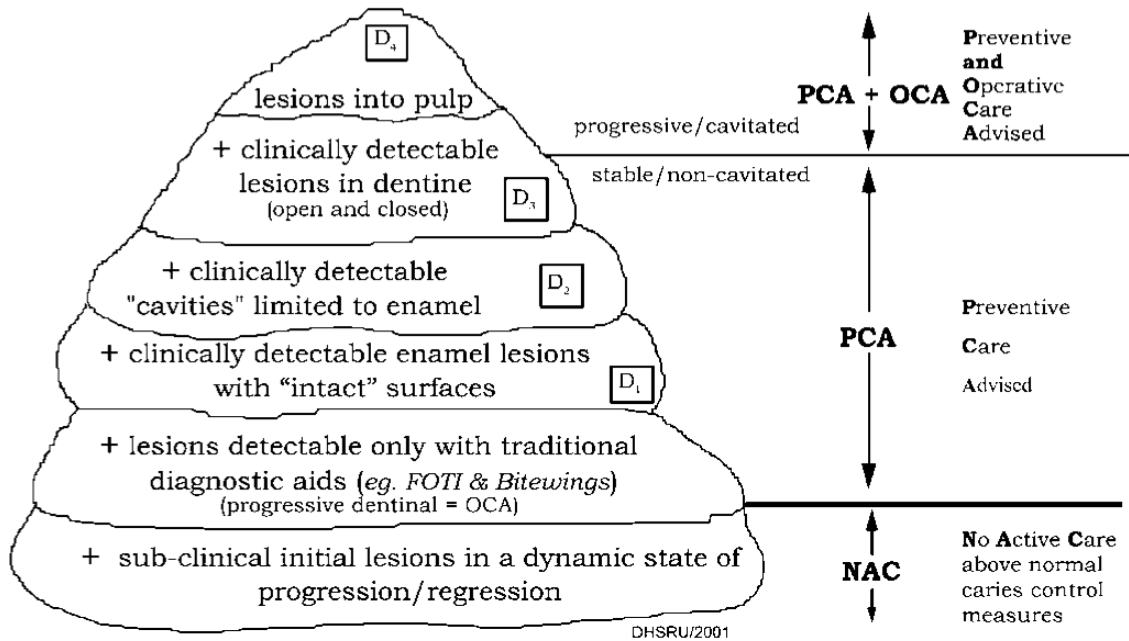 D4
lesions into pulp
+ clinically detectable
lesions in dentine
(open and closed)
D3
+ clinically detectable
"cavities" limited to enamel
D2
+ clinically detectable enamel lesions
with “intact” surfaces
D1
+ lesions detectable only with traditional
diagnostic aids (eg. FOTI & Bitewings)
(progressive dentinal = OCA)
+ sub-clinical initial lesions in a dynamic state of
progression/regression
DHSRU/2001
progressive/cavitated
stable/non-cavitated
PCA + OCA
Preventive
and
Operative
Care
Advised
PCA
Preventive
Care
Advised
NAC
No Active Care
above normal
caries control
measures